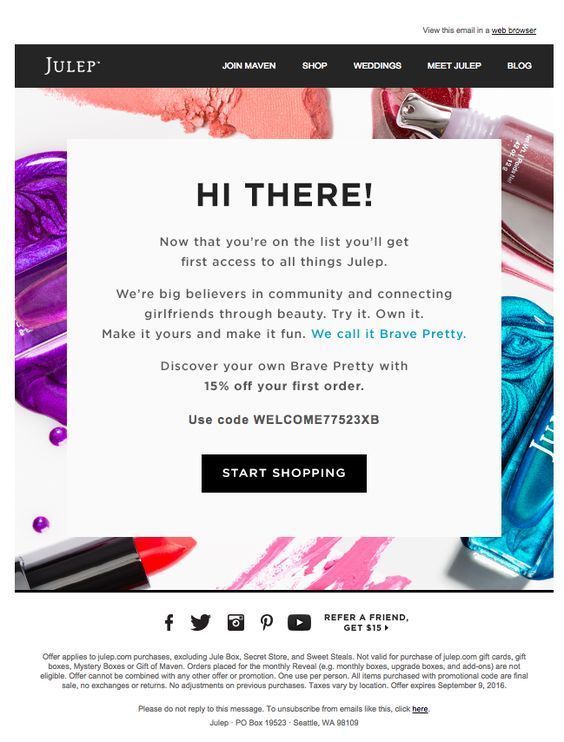 View this email in a web browser
JULEP™
JOIN MAVEN SHOP WEDDINGS MEET JULEP BLOG
HI THERE!
Now that you're on the list you'll get
first access to all things Julep.
We're big believers in community and connecting
girlfriends through beauty. Try it. Own it.
Make it yours and make it fun. We call it Brave Pretty.
Discover your own Brave Pretty with
15% off your first order.
Use code WELCOME77523XB
START SHOPPING
REFER A FRIEND,
GET $15
Offer applies to julep.com purchases, excluding Jule Box, Secret Store, and Sweet Steals. Not valid for purchase of julep.com gift cards, gift
boxes, Mystery Boxes or Gift of Maven. Orders placed for the monthly Reveal (e.g. monthly boxes, upgrade boxes, and add-ons) are not
eligible. Offer cannot be combined with any other offer or promotion. One use per person. All items purchased with promotional code are final
sale, no exchanges or returns. No adjustments on previous purchases. Taxes vary by location. Offer expires September 9, 2016.
Please do not reply to this message. To unsubscribe from emails like this, click here.
Julep · PO Box 19523 · Seattle, WA 98109